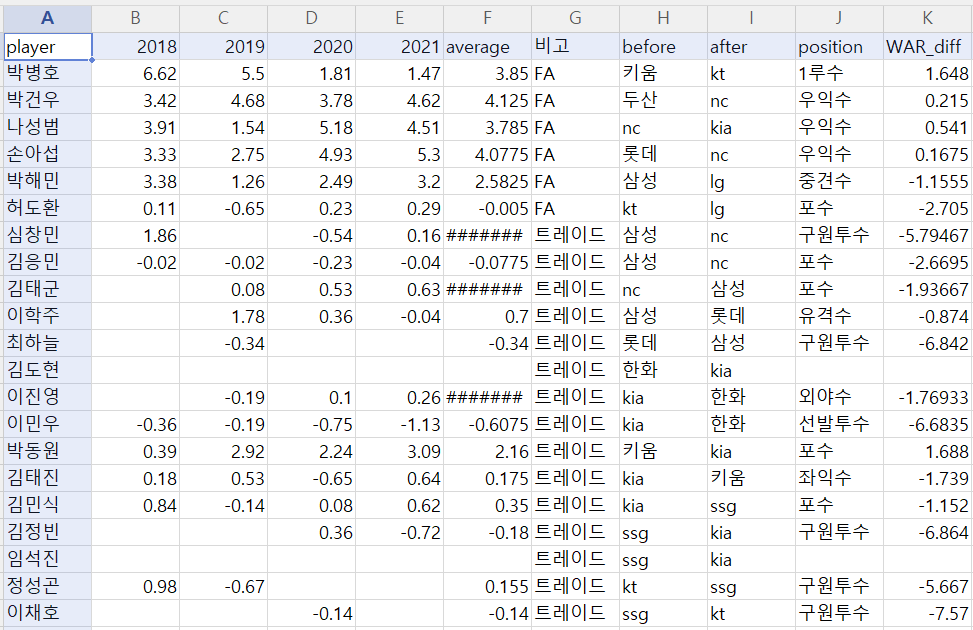 A B C D E F G H I J K
player 2018 2019 2020 2021 average 비고 before after position WAR_diff
박병호 6.62 5.5 1.81 1.47 3.85 FA 키움 kt 1루수 1.648
박건우 3.42 4.68 3.78 4.62 4.125 FA 두산 nc 우익수 0.215
나성범 3.91 1.54 5.18 4.51 3.785 FA nc kia 우익수 0.541
손아섭 3.33 2.75 4.93 5.3 4.0775 FA 롯데 nc 우익수 0.1675
박해민 3.38 1.26 2.49 3.2 2.5825 FA 삼성 lg 중견수 -1.1555
허도환 0.11 -0.65 0.23 0.29 -0.005 FA kt lg 포수 -2.705
심창민 1.86 -0.54 0.16 ####### 트레이드 삼성 nc 구원투수 -5.79467
김응민 -0.02 -0.02 -0.23 -0.04 -0.0775 트레이드 삼성 nc 포수 -2.6695
김태군 0.08 0.53 0.63 ####### 트레이드 nc 삼성 포수 -1.93667
이학주 1.78 0.36 -0.04 0.7 트레이드 삼성 롯데 유격수 -0.874
최하늘 -0.34 -0.34 트레이드 롯데 삼성 구원투수 -6.842
김도현 트레이드 한화 kia
이진영 -0.19 0.1 0.26 ####### 트레이드 kia 한화 외야수 -1.76933
이민우 -0.36 -0.19 -0.75 -1.13 -0.6075 트레이드 kia 한화 선발투수 -6.6835
박동원 0.39 2.92 2.24 3.09 2.16 트레이드 키움 kia 포수 1.688
김태진 0.18 0.53 -0.65 0.64 0.175 트레이드 kia 키움 좌익수 -1.739
김민식 0.84 -0.14 0.08 0.62 0.35 트레이드 kia ssg 포수 -1.152
김정빈 0.36 -0.72 -0.18 트레이드 ssg kia 구원투수 -6.864
임석진 트레이드 ssg kia
정성곤 0.98 -0.67 0.155 트레이드 kt ssg 구원투수 -5.667
이채호 -0.14 -0.14 트레이드 ssg kt 구원투수 -7.57